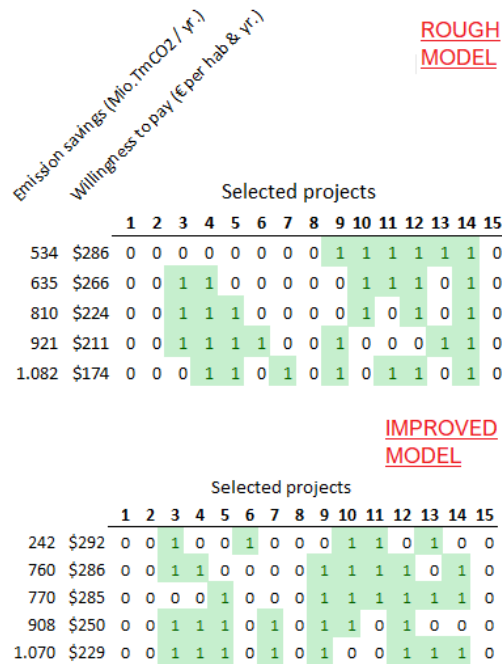 ROUGH
MODEL
Emission savings (Mio.TmCO2 / yr.)
Willingness to pay (€ per hab & yr.)
Selected projects
1 2 3 4 5 6 7 8 9 10 11 12 13 14 15
534 $286 0 0 0 0 0 0 0 0 1 1 1 1 1 1 0
635 $266 0 0 1 1 0 0 0 0 0 1 1 1 0 1 0
810 $224 0 0 1 1 1 0 0 0 0 1 0 1 0 1 0
921 $211 0 0 1 1 1 1 0 0 1 0 0 0 1 1 0
1.082 $174 0 0 0 1 1 0 1 0 1 0 1 1 0 1 0
IMPROVED
MODEL
Selected projects
1 2 3 4 5 6 7 8 9 10 11 12 13 14 15
242 $292 0 0 1 0 0 1 0 0 0 1 1 0 1 0 0
760 $286 0 0 1 1 0 0 0 0 1 1 1 1 0 1 0
770 $285 0 0 0 0 1 0 0 0 1 1 1 1 1 1 0
908 $250 0 0 1 1 1 0 1 0 1 1 0 1 0 0 0
1.070 $229 0 0 1 1 1 0 1 0 1 0 0 1 1 1 0